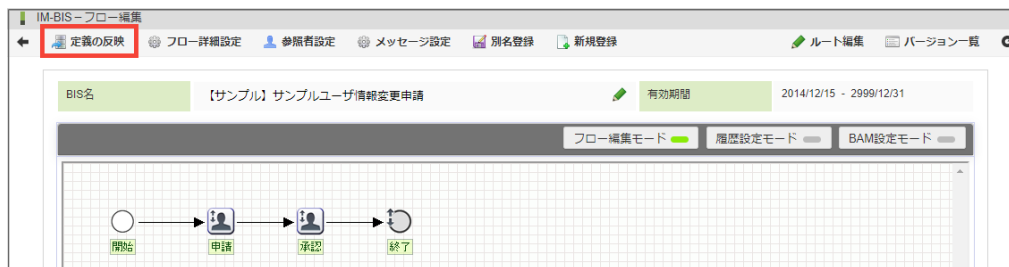 IM-BIS－フロー編集
定義の反映 フロー詳細設定 参照者設定 メッセージ設定 別名登録 新規登録 ルート編集 バージョン一覧
BIS名 【サンプル】サンプルユーザ情報変更申請 有効期間 2014/12/15 - 2999/12/31
フロー編集モード 履歴設定モード BAM設定モード
開始 申請 承認 終了